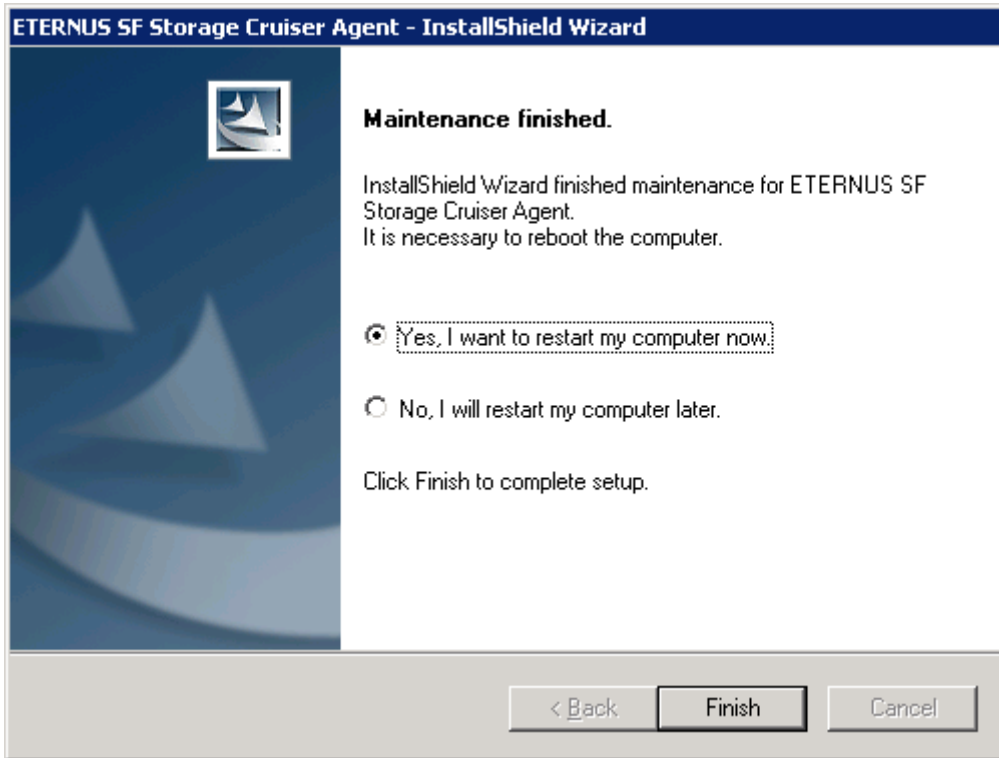 ETERNUS SF Storage Cruiser Agent - InstallShield Wizard
Maintenance finished.
InstallShield Wizard finished maintenance for ETERNUS SF
Storage Cruiser Agent.
It is necessary to reboot the computer.
Yes, I want to restart my computer now.
No, I will restart my computer later.
Click Finish to complete setup.
< Back
Finish
Cancel